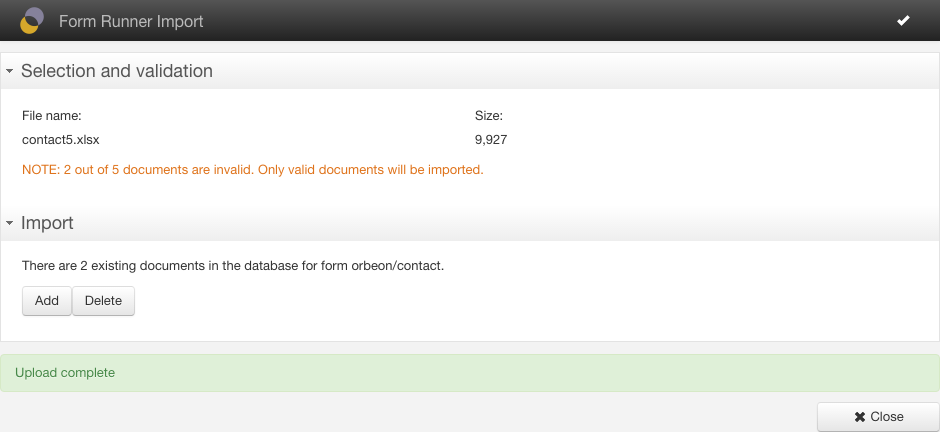 Form Runner Import
Selection and validation
File name:
Size:
contact5.xlsx
9,927
NOTE: 2 out of 5 documents are invalid. Only valid documents will be imported.
Import
There are 2 existing documents in the database for form orbeon/contact.
Add
Delete
Upload complete
Close